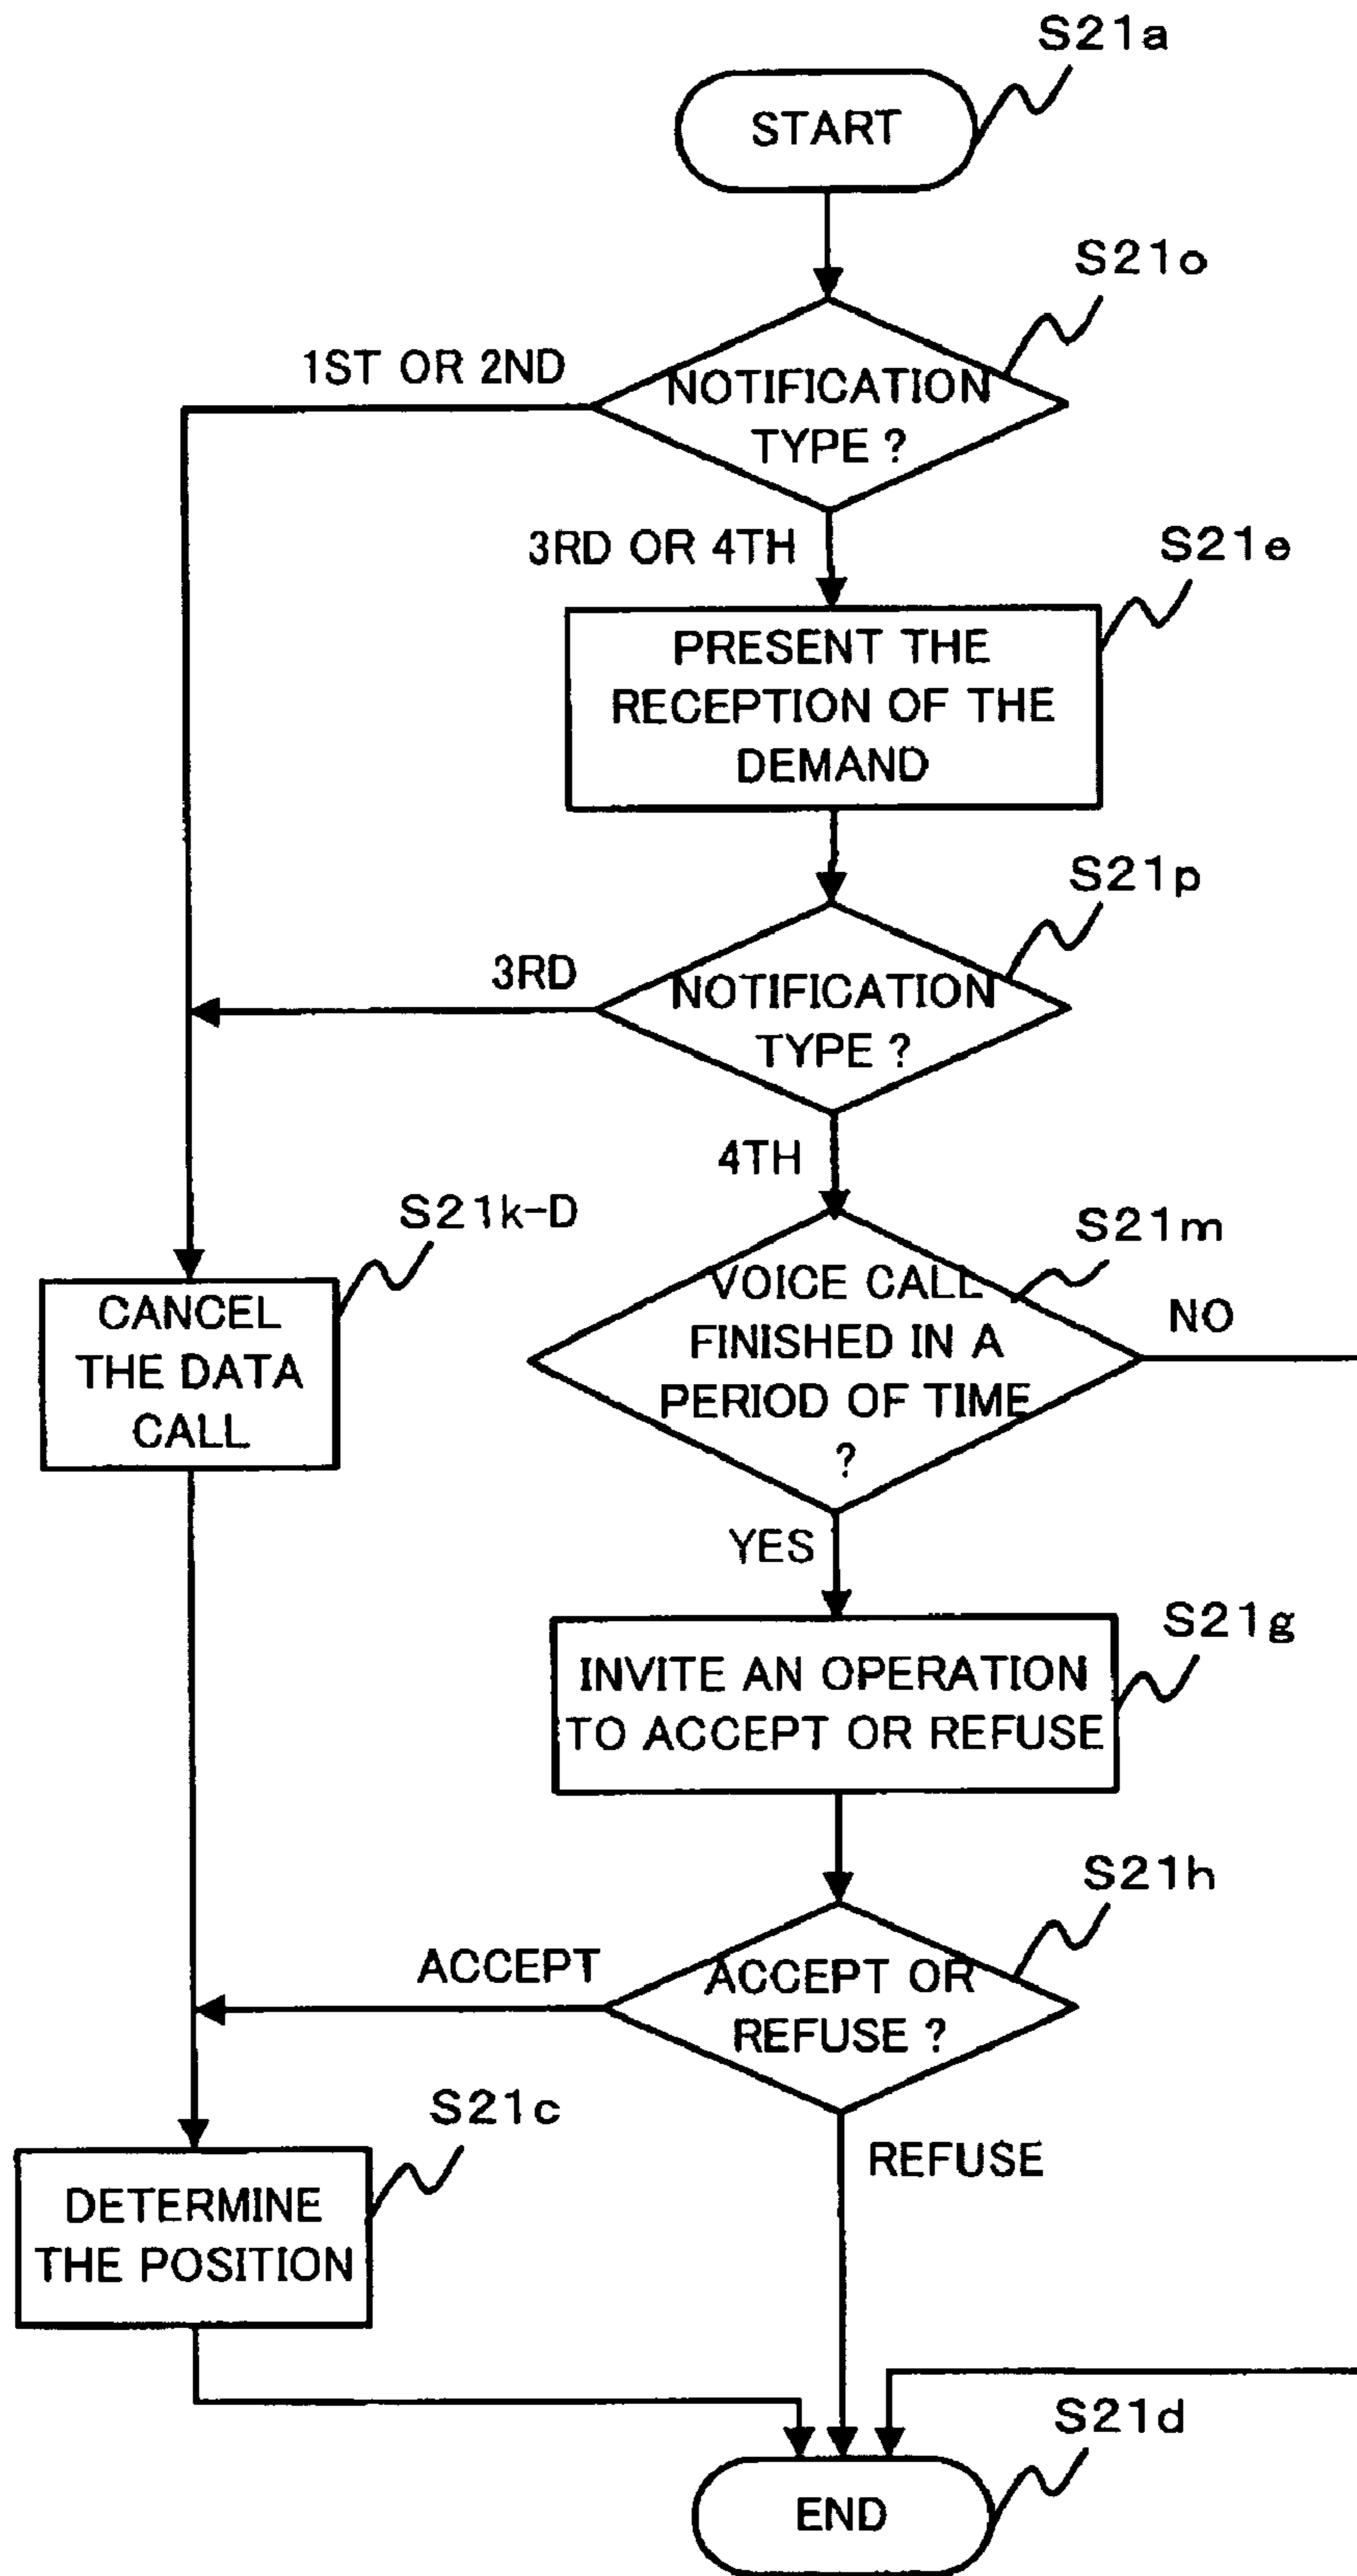 S21a
START
S21o
1ST OR 2ND
NOTIFICATION
TYPE ?
3RD OR 4TH
S21e
PRESENT THE
RECEPTION OF THE
DEMAND
S21p
3RD
NOTIFICATION
TYPE ?
4TH
S21k-D
S21m
CANCEL
THE DATA
CALL
VOICE CALL
FINISHED IN A
PERIOD OF TIME
?
NO
YES
S21g
INVITE AN OPERATION
TO ACCEPT OR REFUSE
S21h
ACCEPT
ACCEPT OR
REFUSE ?
S21c
REFUSE
DETERMINE
THE POSITION
S21d
END